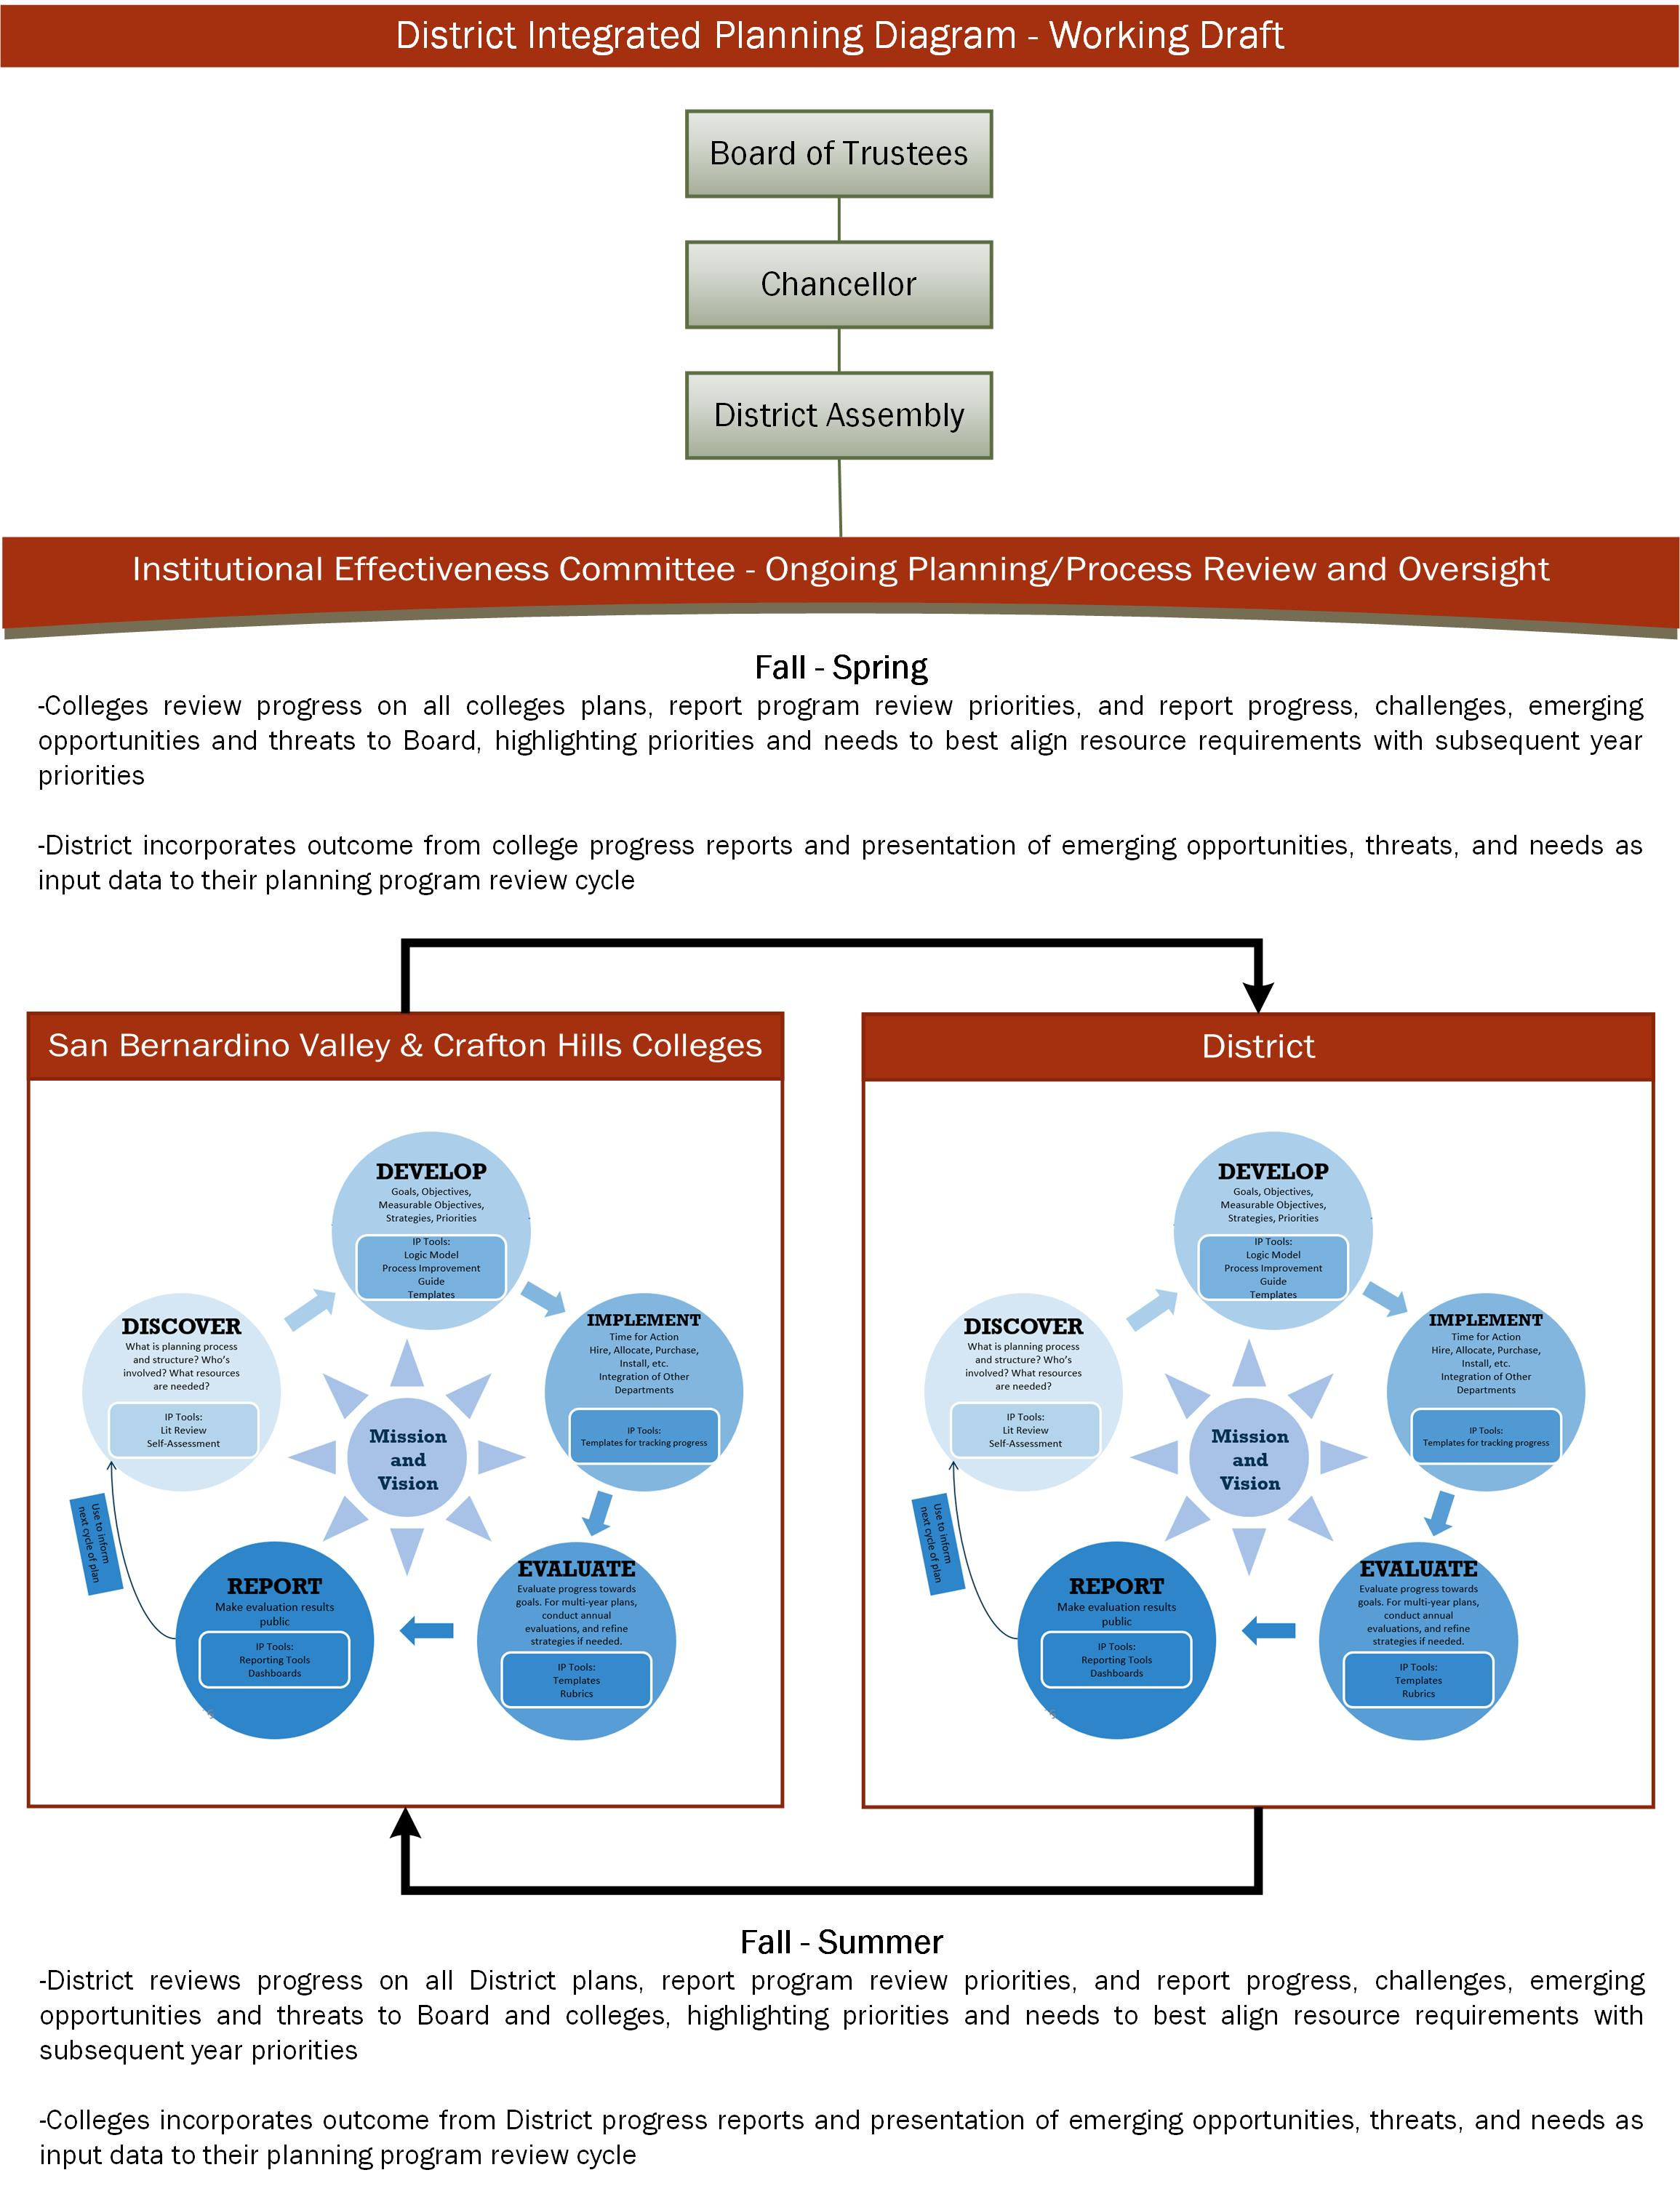 District Integrated Planning Diagram - Working Draft
Board of Trustees
Chancellor
District Assembly
Institutional Effectiveness Committee - Ongoing Planning/Process Review and Oversight
Fall - Spring
-Colleges review progress on all colleges plans, report program review priorities, and report progress, challenges, emerging
opportunities and threats to Board, highlighting priorities and needs to best align resource requirements with subsequent year
priorities
-District incorporates outcome from college progress reports and presentation of emerging opportunities, threats, and needs as
input data to their planning program review cycle
San Bernardino Valley & Crafton Hills Colleges
DEVELOP
Goals, Objectives,
Measurable Objectives,
Strategies, Priorities
IP Tools:
Logic Model
Process Improvement
Guide
Templates
IMPLEMENT
Time for Action
Hire, Allocate, Purchase,
Install, etc.
Integration of Other
Departments
IP Tools:
Templates for tracking progress
EVALUATE
Evaluate progress towards
goals. For multi-year plans,
conduct annual
evaluations, and refine
strategies if needed.
IP Tools:
Templates
Rubrics
REPORT
Make evaluation results
public
IP Tools:
Reporting Tools
Dashboards
Use to inform
next cycle of plan
DISCOVER
What is planning process
and structure? Who's
involved? What resources
are needed?
IP Tools:
Lit Review
Self-Assessment
Mission
and
Vision
District
DEVELOP
Goals, Objectives,
Measurable Objectives,
Strategies, Priorities
IP Tools:
Logic Model
Process Improvement
Guide
Templates
IMPLEMENT
Time for Action
Hire, Allocate, Purchase,
Install, etc.
Integration of Other
Departments
IP Tools:
Templates for tracking progress
EVALUATE
Evaluate progress towards
goals. For multi-year plans,
conduct annual
evaluations, and refine
strategies if needed.
IP Tools:
Templates
Rubrics
REPORT
Make evaluation results
public
IP Tools:
Reporting Tools
Dashboards
Use to inform
next cycle of plan
DISCOVER
What is planning process
and structure? Who's
involved? What resources
are needed?
IP Tools:
Lit Review
Self-Assessment
Mission
and
Vision
Fall - Summer
-District reviews progress on all District plans, report program review priorities, and report progress, challenges, emerging
opportunities and threats to Board and colleges, highlighting priorities and needs to best align resource requirements with
subsequent year priorities
-Colleges incorporates outcome from District progress reports and presentation of emerging opportunities, threats, and needs as
input data to their planning program review cycle